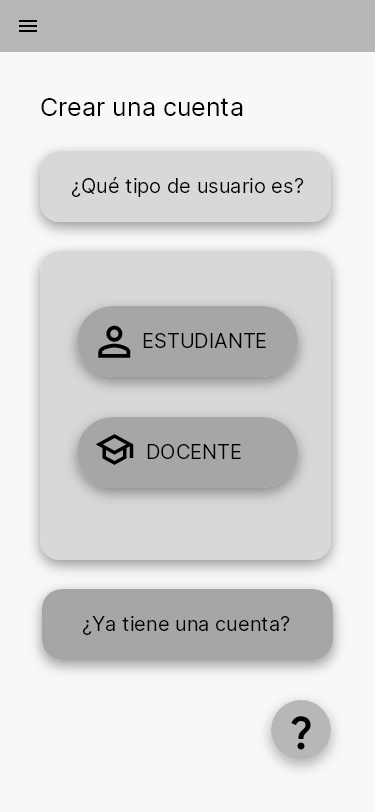 Crear una cuenta
¿Qué tipo de usuario es?
ESTUDIANTE
DOCENTE
¿Ya tiene una cuenta?
?